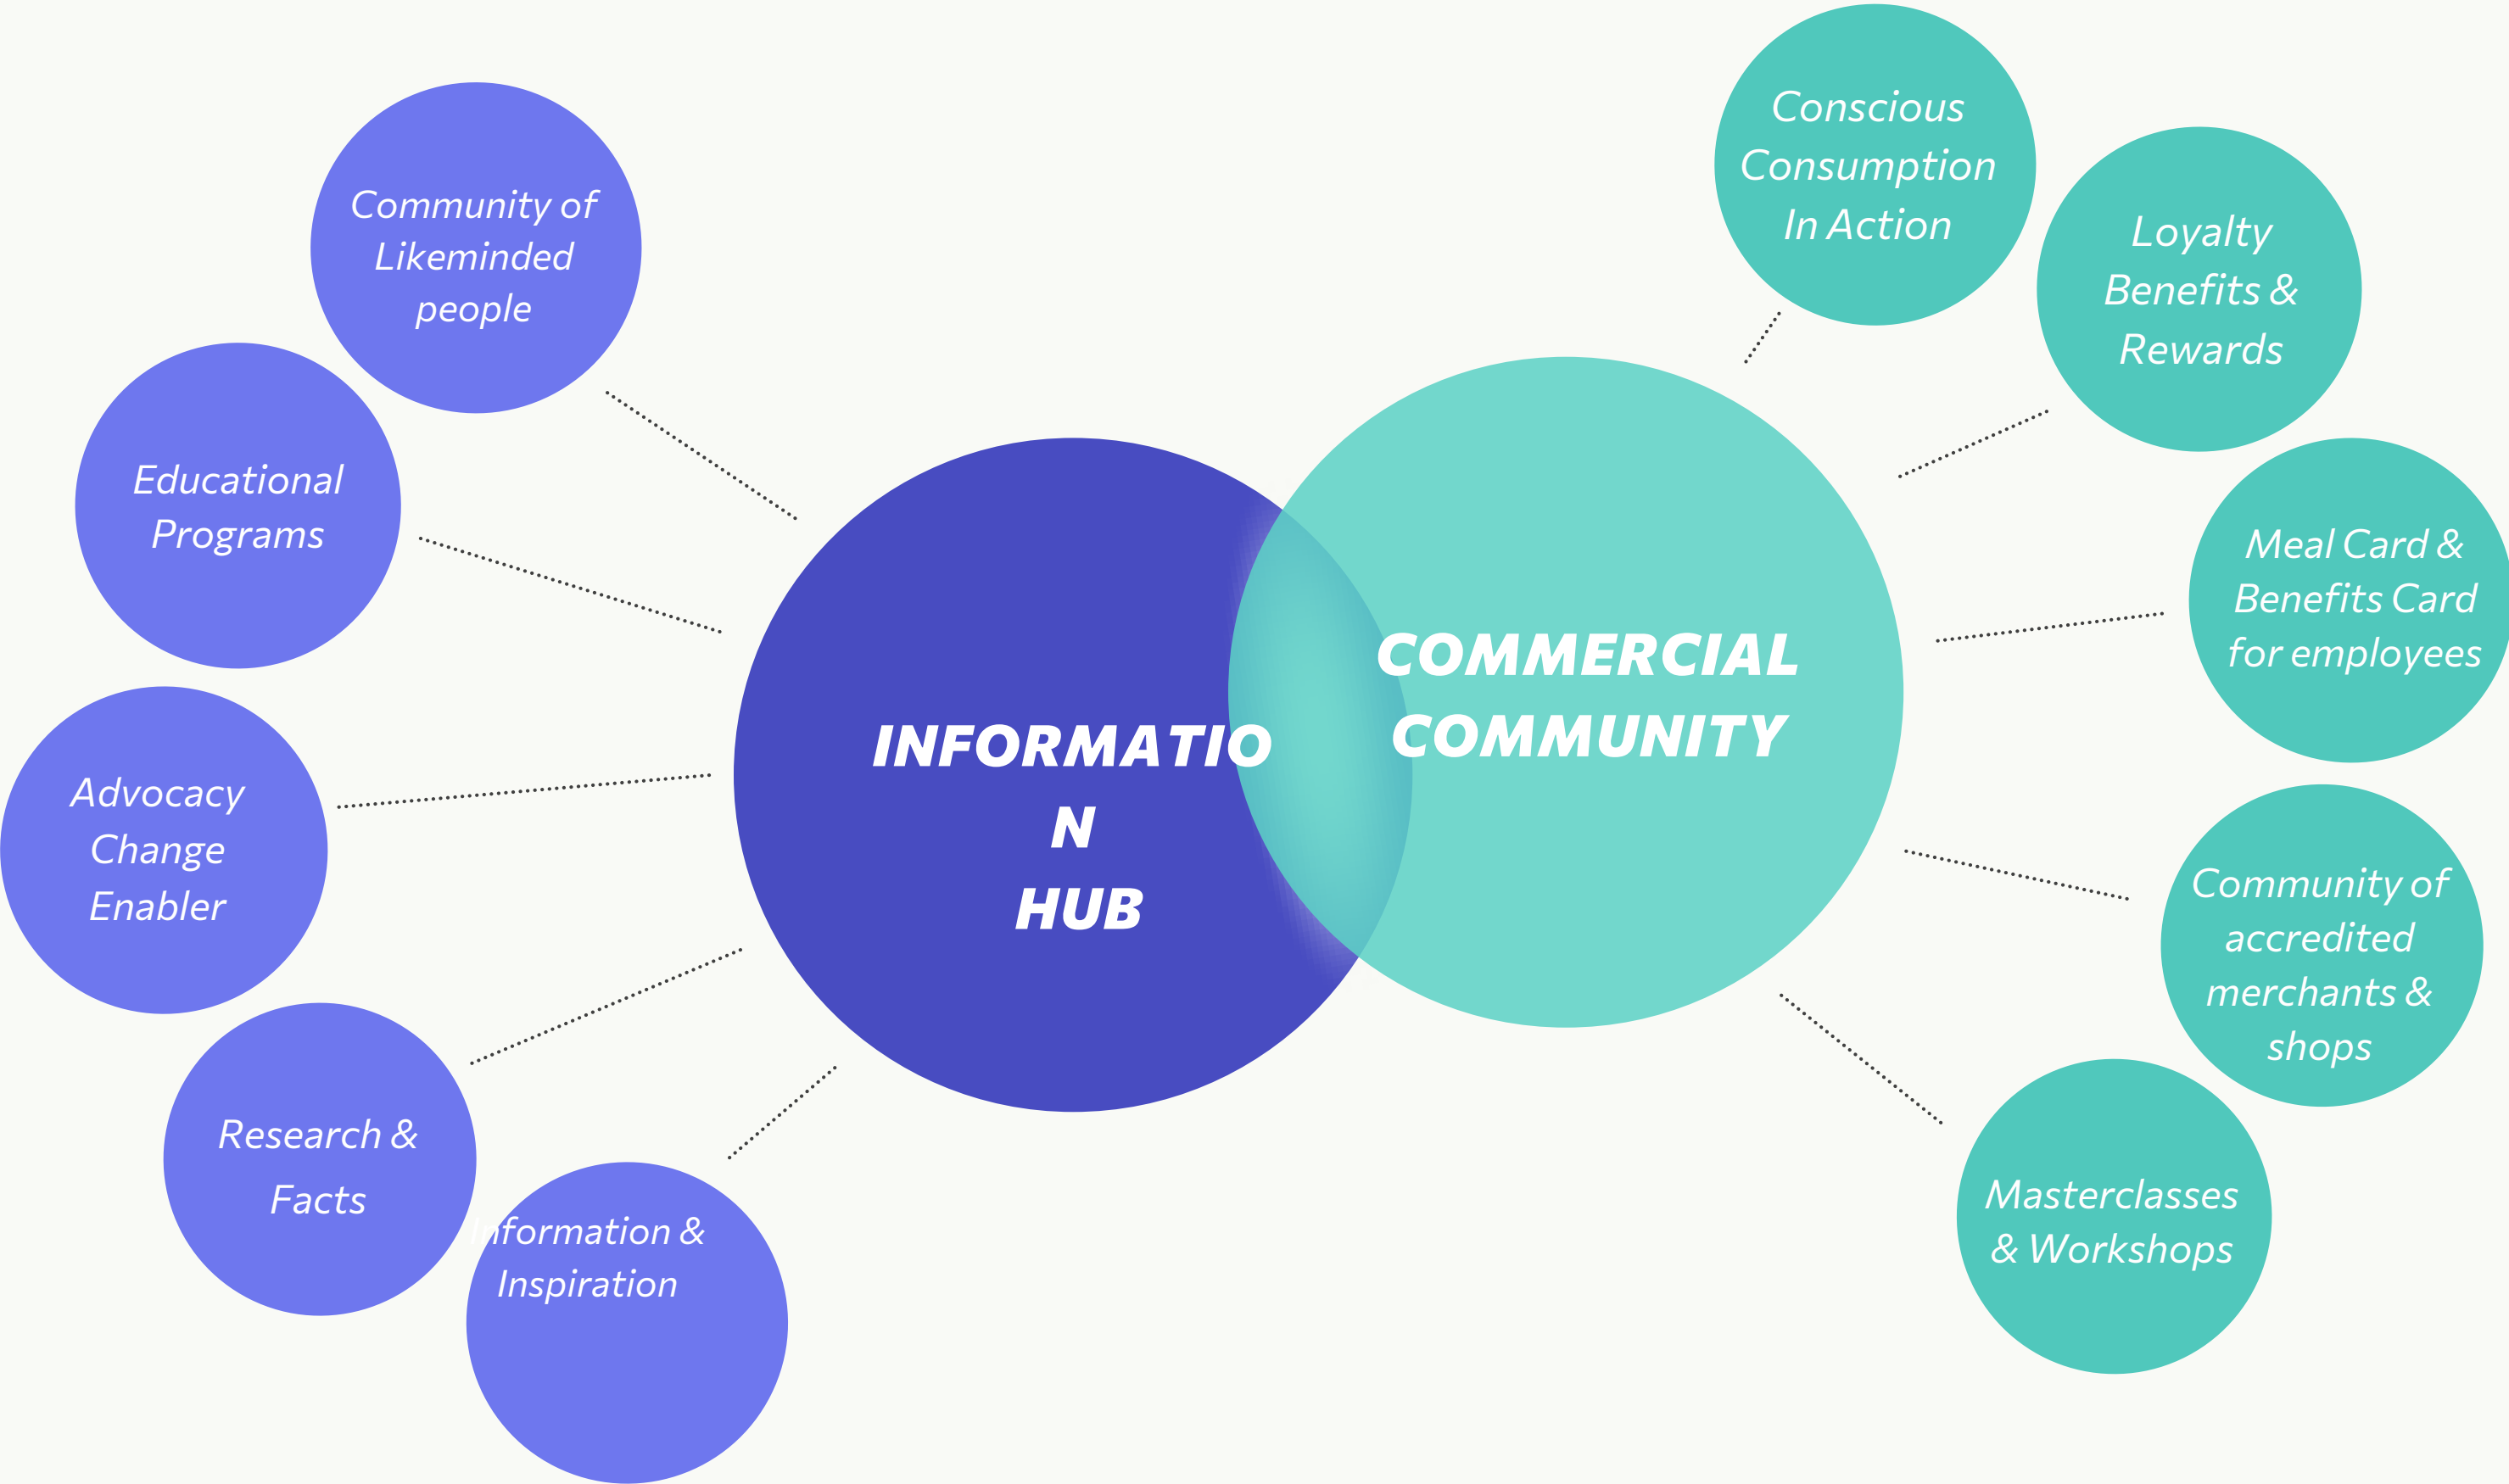 Community of
Likeminded
people
Educational
Programs
Advocacy
Change
Enabler
Research &
Facts
Information &
Inspiration
INFORMATIO
N
HUB
COMMERCIAL
COMMUNITY
Conscious
Consumption
In Action
Loyalty
Benefits &
Rewards
Meal Card &
Benefits Card
for employees
Community of
accredited
merchants &
shops
Masterclasses
& Workshops